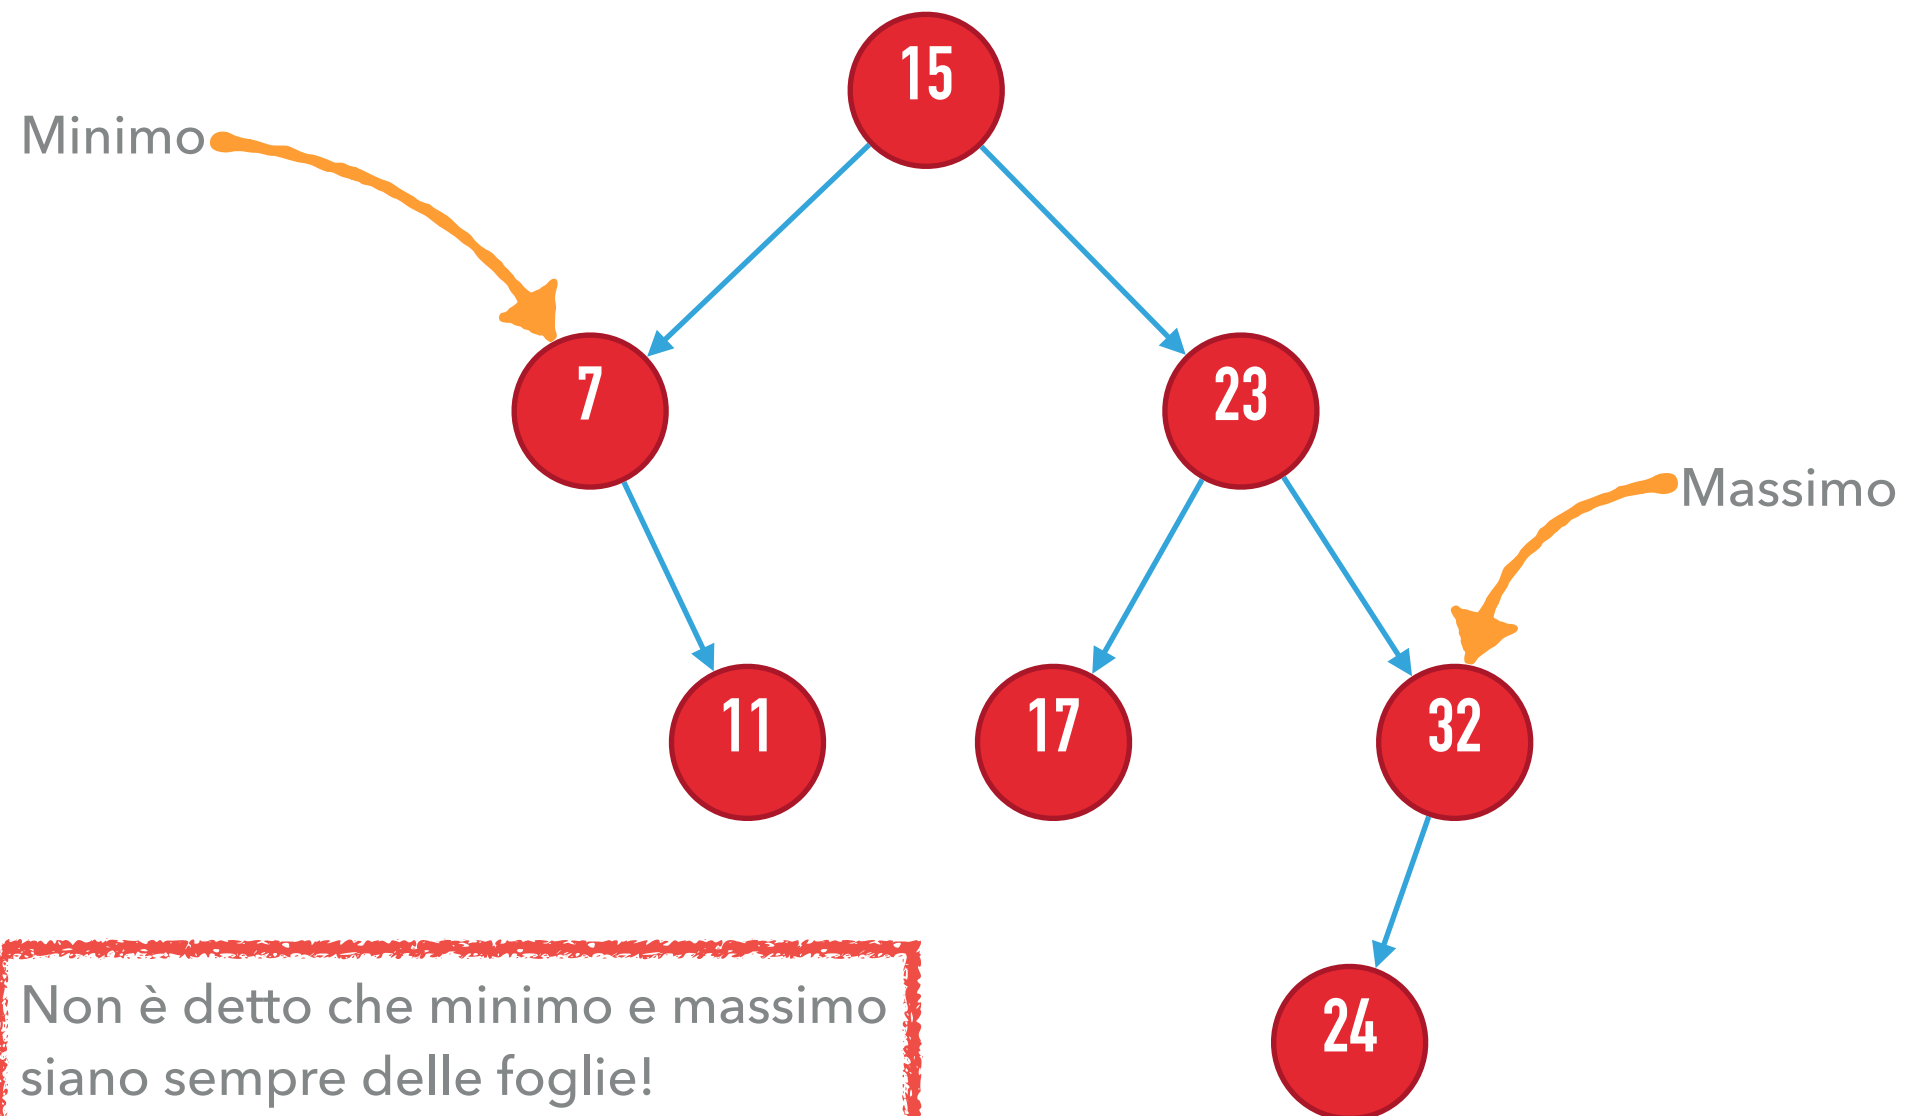 15
Minimo
7
23
Massimo
11
17
32
24
Non è detto che minimo e massimo
siano sempre delle foglie!